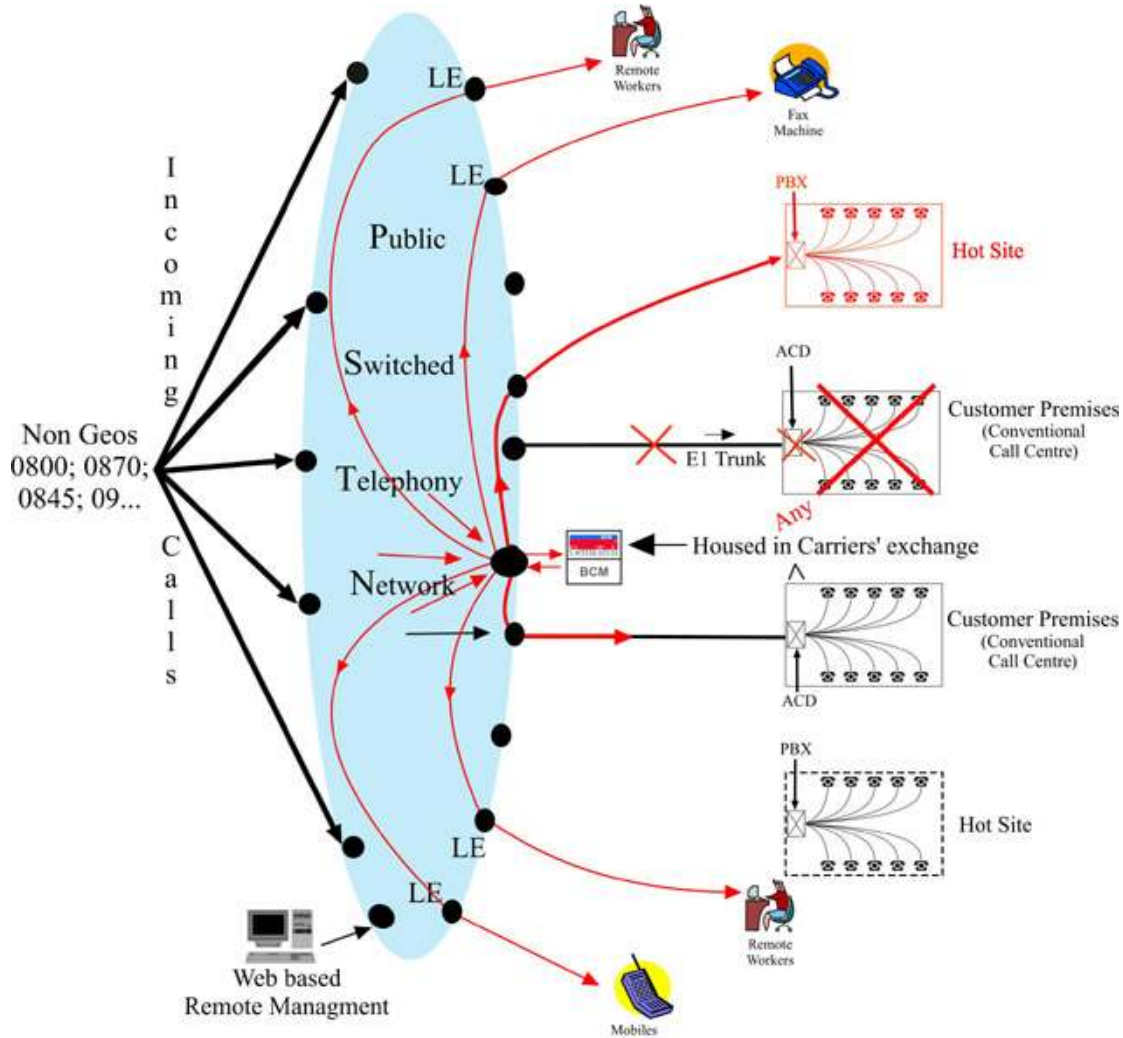 LE
Remote
Workers
Fax
Machine
LE
Incoming
Calls
Public
Switched
Telephony
Network
PBX
Hot Site
ACD
Customer Premises
(Conventional
Call Centre)
E1 Trunk
Non Geos
0800; 0870;
0845; 09...
Any
Housed in Carriers' exchange
BCM
Customer Premises
(Conventional
Call Centre)
ACD
PBX
Hot Site
LE
LE
Remote
Workers
Web based
Remote Managment
Mobiles